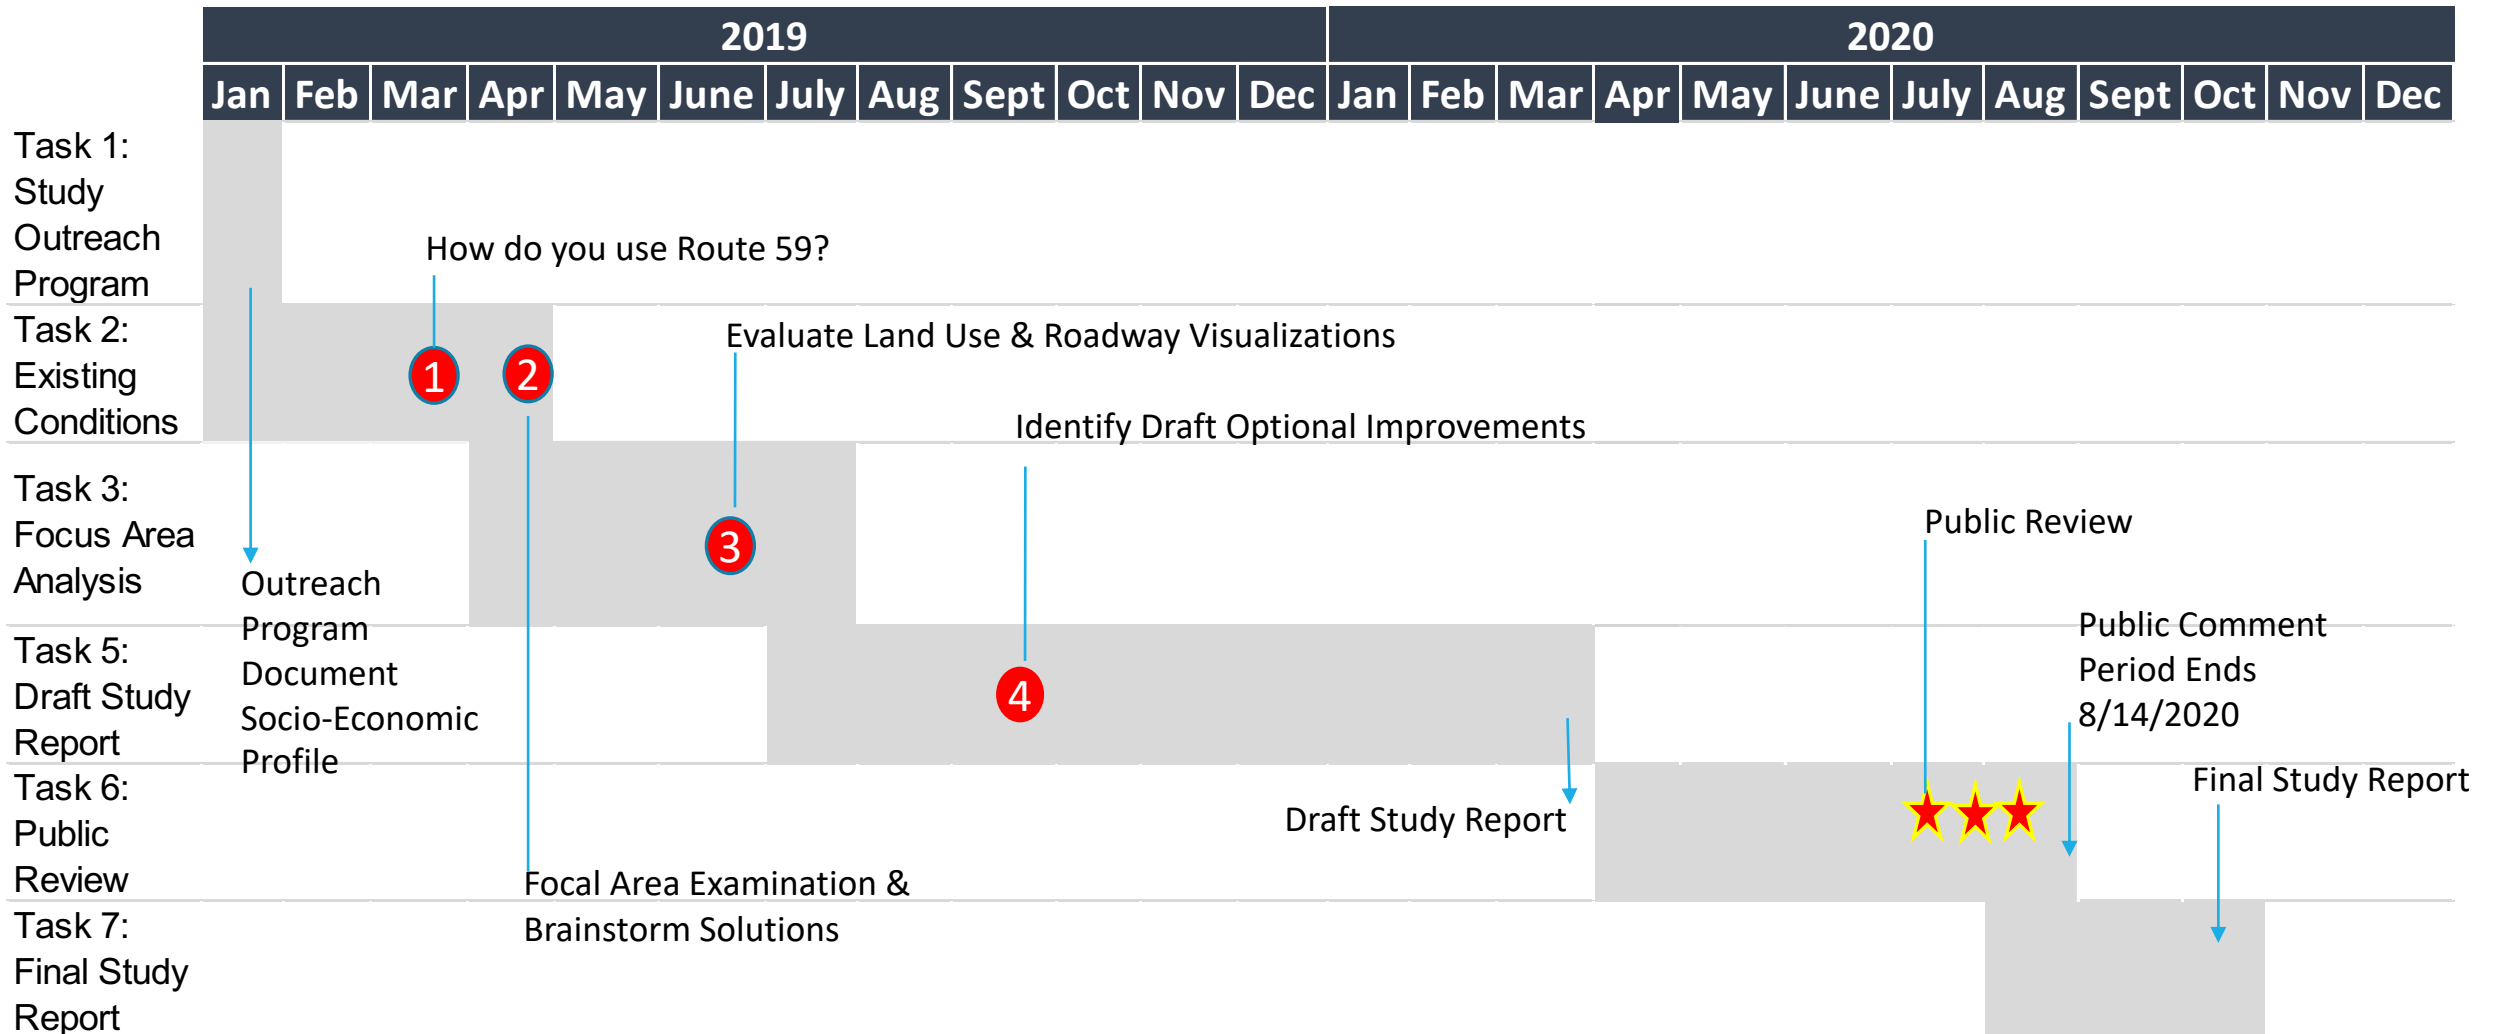 2019
2020
Jan Feb Mar Apr May June July Aug Sept Oct Nov Dec Jan Feb Mar Apr May June July Aug Sept Oct Nov Dec
Task 1:
Study
Outreach
Program
How do you use Route 59?
Task 2:
Existing
Conditions
1
2
Evaluate Land Use & Roadway Visualizations
Identify Draft Optional Improvements
Task 3:
Focus Area
Analysis
3
Public Review
Outreach
Program
Document
Socio-Economic
Profile
Task 5:
Draft Study
Report
4
Public Comment
Period Ends
8/14/2020
Task 6:
Public
Review
Draft Study Report
Final Study Report
Focal Area Examination &
Brainstorm Solutions
Task 7:
Final Study
Report